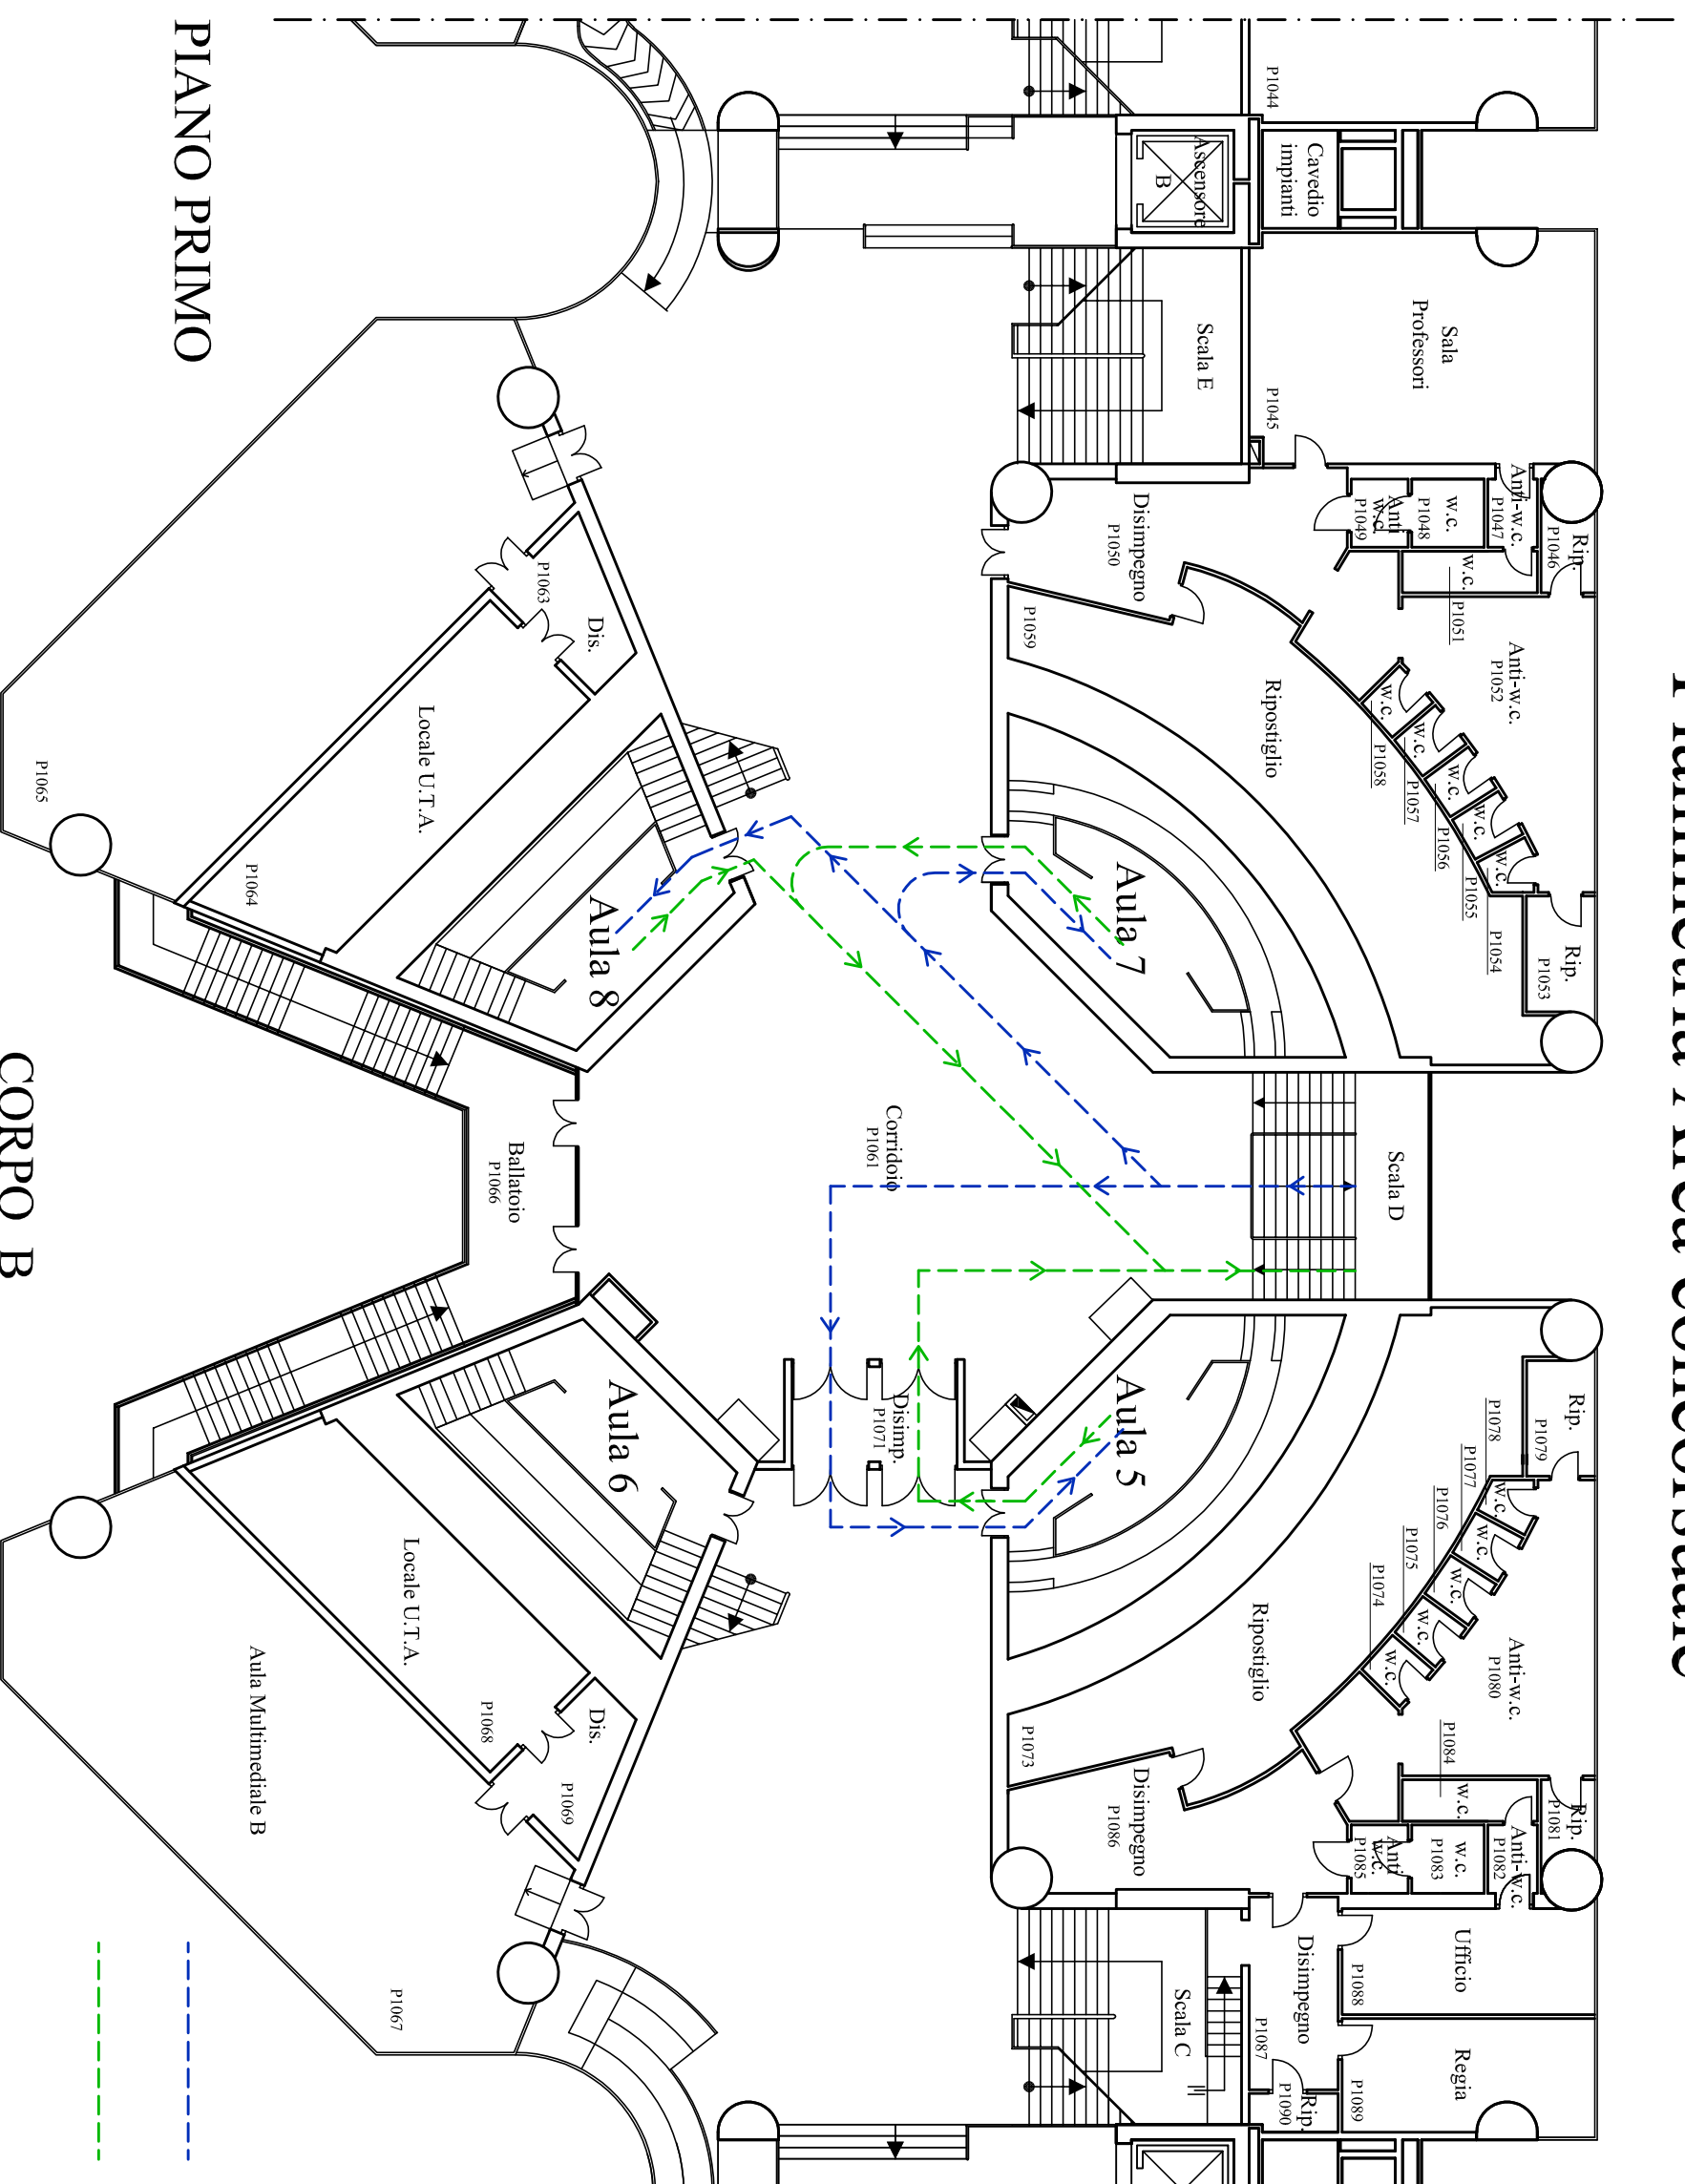 Planimetria Area concorsuale
P1044
Cavedio
impianti
Ascensore
B
Sala
Professori
P1045
Scala E
Rip.
P1046
Anti-w.c.
P1047
w.c.
P1048
Anti
w.c.
P1049
Disimpegno
P1050
w.c.
P1051
Anti-w.c.
P1052
P1059
Ripostiglio
w.c.
P1058
w.c.
P1057
w.c.
P1056
w.c.
P1055
w.c.
P1054
Rip.
P1053
Aula 7
Dis.
P1063
Locale U.T.A.
P1064
P1065
Aula 8
Scala D
Corridoio
P1061
Ballatoio
P1066
Disimp.
P1071
Aula 5
Aula 6
Rip.
P1079
w.c.
P1078
w.c.
P1077
w.c.
P1076
w.c.
P1075
w.c.
P1074
Anti-w.c.
P1080
Ripostiglio
P1073
P1084
w.c.
Rip.
P1081
Anti-w.c.
P1082
w.c.
P1083
Anti
w.c.
P1085
Disimpegno
P1086
Locale U.T.A.
P1068
Dis.
P1069
Aula Multimediale B
P1067
Ufficio
P1088
Disimpegno
P1087
Scala C
Regia
P1089
Rip.
P1090
PIANO PRIMO
CORPO B